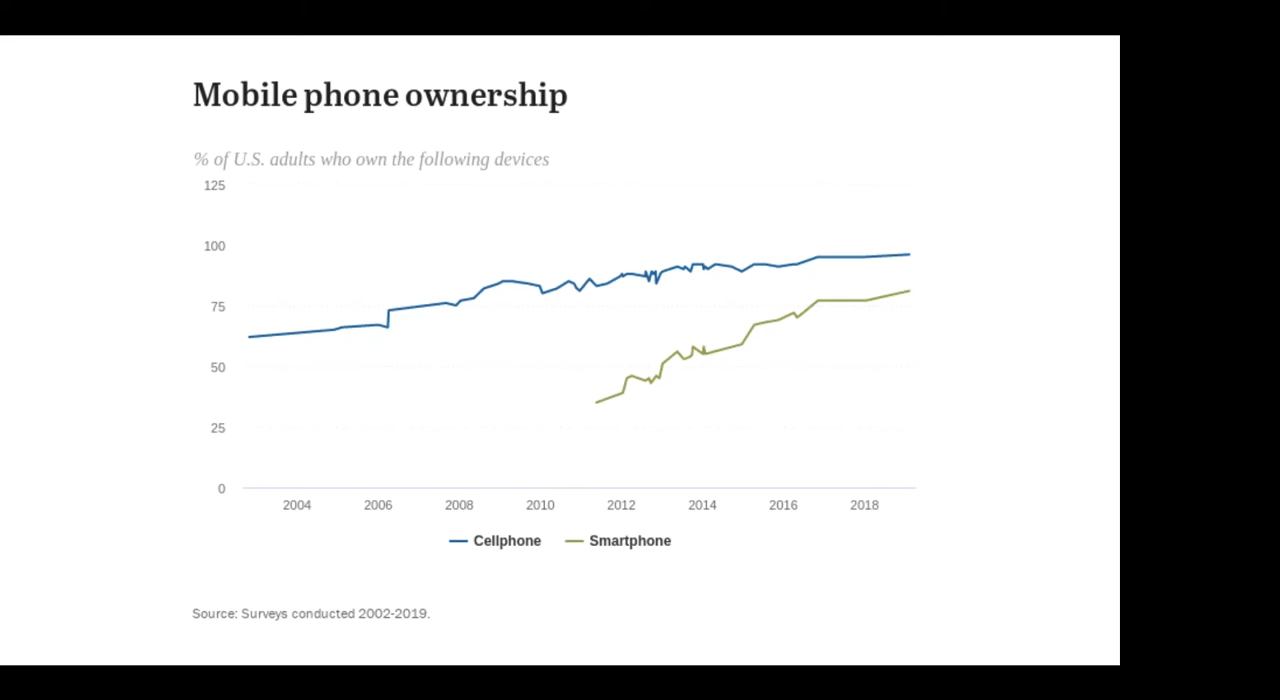 Mobile phone ownership
% of U.S. adults who own the following devices
125
100
75
50
25
0
2004 2006 2008 2010 2012 2014 2016 2018
Cellphone Smartphone
Source: Surveys conducted 2002-2019.